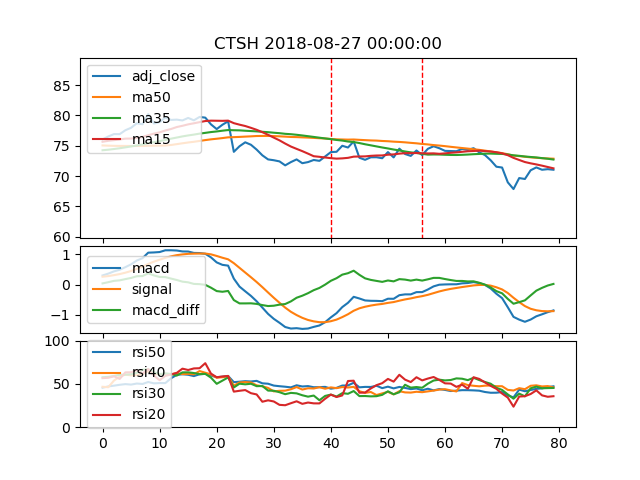 CTSH 2018-08-27 00:00:00
adj_close
ma50
ma35
ma15
85
80
75
70
65
60
macd
signal
macd_diff
1
0
−1
rsi50
rsi40
rsi30
rsi20
100
50
0
0 10 20 30 40 50 60 70 80